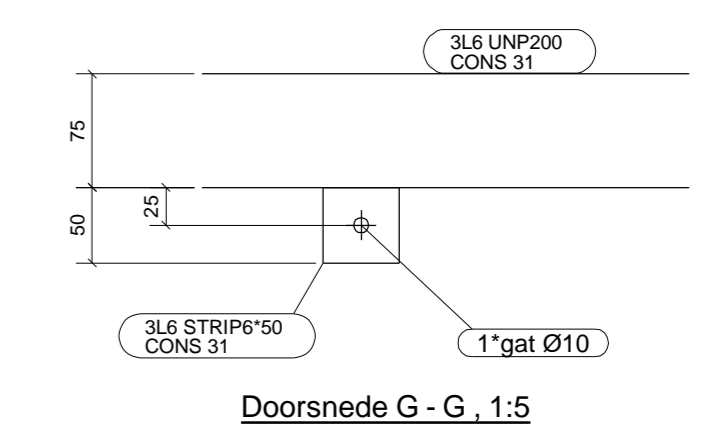 3L6 UNP200
CONS 31
75
25
50
3L6 STRIP6*50
CONS 31
1*gat Ø10
Doorsnede G - G , 1:5